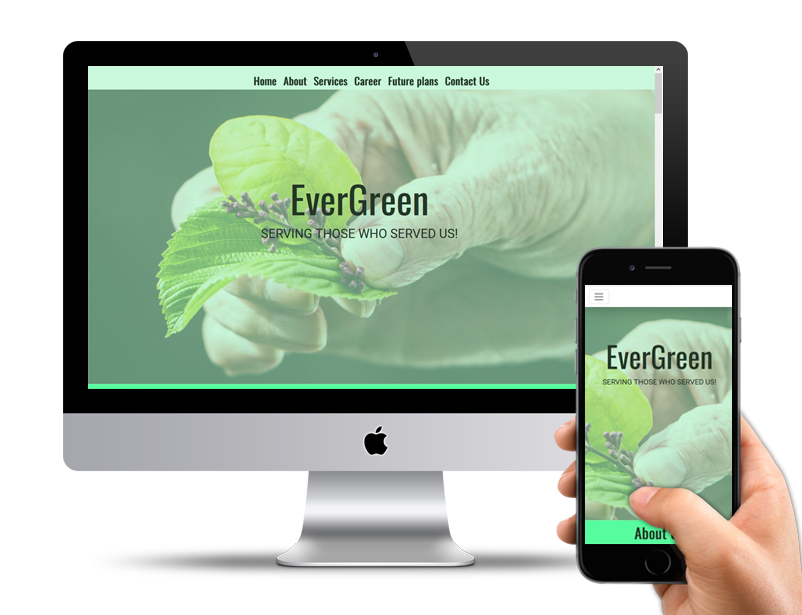 Home About Services Career Future plans Contact Us
EverGreen
SERVING THOSE WHO SERVED US!
EverGreen
SERVING THOSE WHO SERVED US!
About